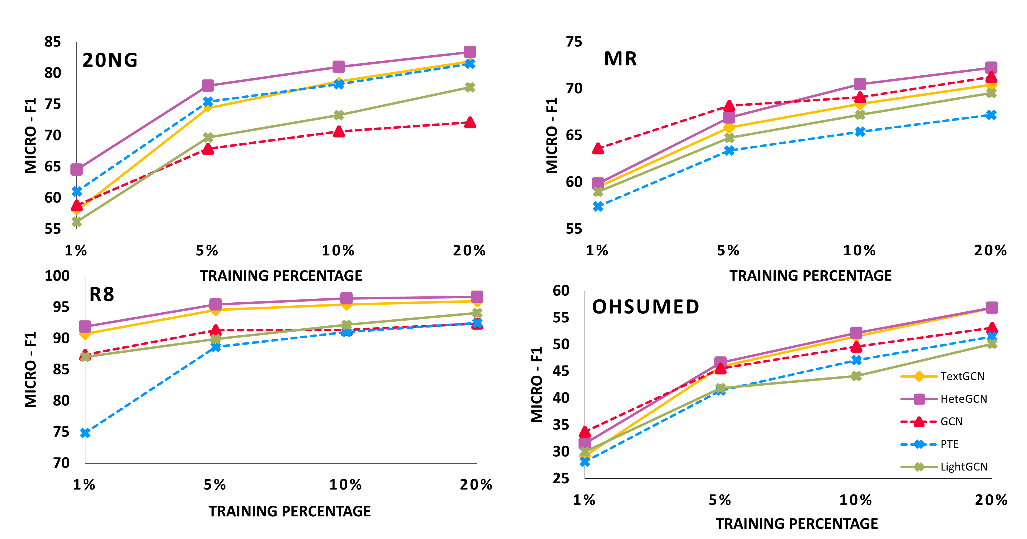 20NG
85
80
75
70
65
60
55
MICRO - F1
1% 5% 10% 20%
TRAINING PERCENTAGE
MR
75
70
65
60
55
MICRO - F1
1% 5% 10% 20%
TRAINING PERCENTAGE
R8
100
95
90
85
80
75
70
MICRO - F1
1% 5% 10% 20%
TRAINING PERCENTAGE
OHSUMED
60
55
50
45
40
35
30
25
MICRO - F1
1% 5% 10% 20%
TRAINING PERCENTAGE
TextGCN
HeteGCN
GCN
PTE
LightGCN